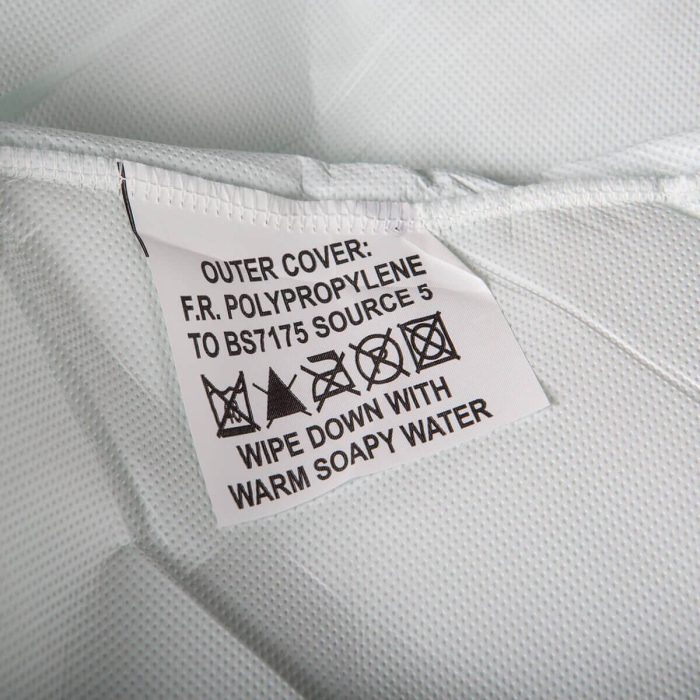 OUTER COVER:
F.R. POLYPROPYLENE
TO BS7175 SOURCE 5
WIPE DOWN WITH
WARM SOAPY WATER